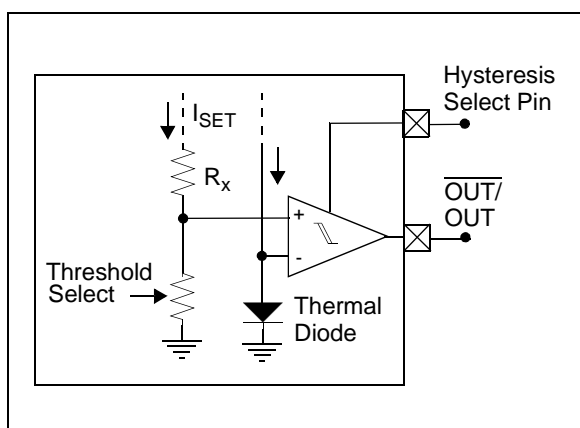 Hysteresis
Select Pin
I_SET
R_x
+
-
OUT/
OUT
Threshold
Select
Thermal
Diode